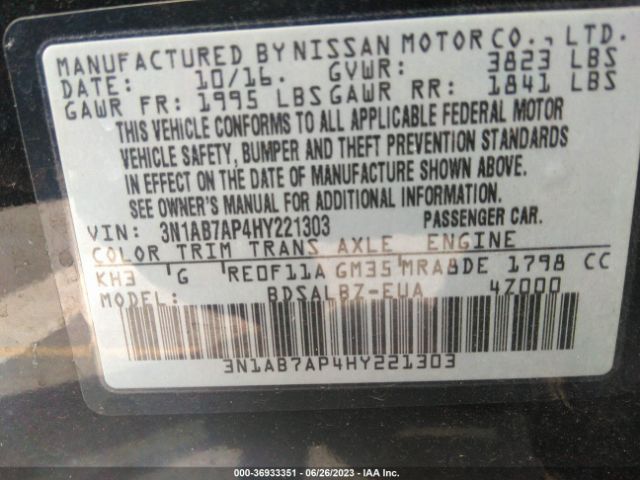 MANUFACTURED BY NISSAN MOTOR CO., LTD.
DATE: 10/16. GVWR: 3823 LBS
GAWR FR: 1995 LBS GAWR RR: 1841 LBS
THIS VEHICLE CONFORMS TO ALL APPLICABLE FEDERAL MOTOR
VEHICLE SAFETY, BUMPER AND THEFT PREVENTION STANDARDS
IN EFFECT ON THE DATE OF MANUFACTURE SHOWN ABOVE.
SEE OWNER'S MANUAL FOR ADDITIONAL INFORMATION.
VIN: 3N1AB7AP4HY221303 PASSENGER CAR.
COLOR TRIM TRANS AXLE ENGINE
KH3 G RE0F11A GM35 MRA8DE 1798 CC
MODEL: BDSALBZ-EUA 4Z000
3N1AB7AP4HY221303
000-36933351 | 06/26/2023 | IAA Inc.